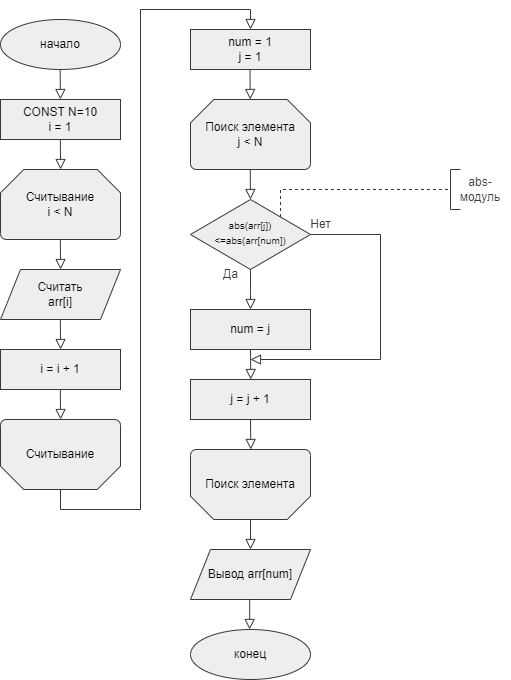 начало
CONST N=10
i = 1
Считывание
i < N
Считать
arr[i]
i = i + 1
Считывание
num = 1
j = 1
Поиск элемента
j < N
abs(arr[j])
<=abs(arr[num])
abs-
модуль
Нет
Да
num = j
j = j + 1
Поиск элемента
Вывод arr[num]
конец